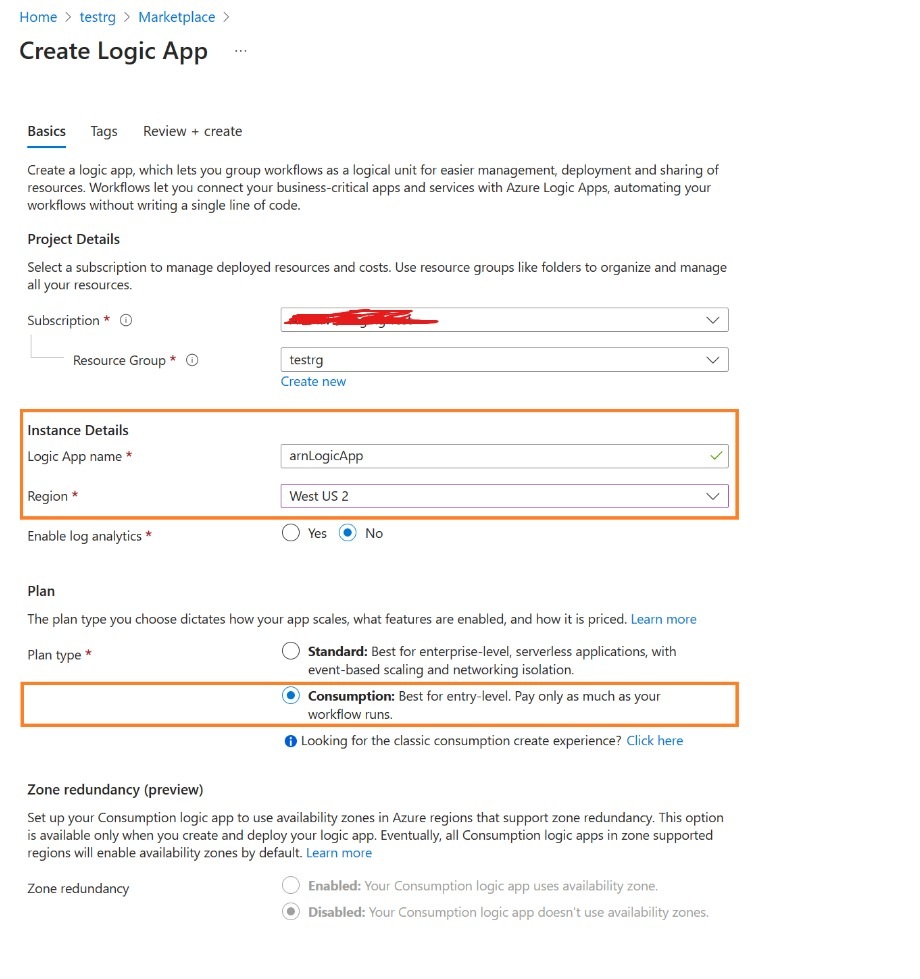 Home > testrg > Marketplace >
Create Logic App ...
Basics Tags Review + create
Create a logic app, which lets you group workflows as a logical unit for easier management, deployment and sharing of
resources. Workflows let you connect your business-critical apps and services with Azure Logic Apps, automating your
workflows without writing a single line of code.
Project Details
Select a subscription to manage deployed resources and costs. Use resource groups like folders to organize and manage
all your resources.
Subscription *
Resource Group * testrg
Create new
Instance Details
Logic App name * arnLogicApp
Region * West US 2
Enable log analytics * Yes No
Plan
The plan type you choose dictates how your app scales, what features are enabled, and how it is priced. Learn more
Plan type * Standard: Best for enterprise-level, serverless applications, with
event-based scaling and networking isolation.
Consumption: Best for entry-level. Pay only as much as your
workflow runs.
Looking for the classic consumption create experience? Click here
Zone redundancy (preview)
Set up your Consumption logic app to use availability zones in Azure regions that support zone redundancy. This option
is available only when you create and deploy your logic app. Eventually, all Consumption logic apps in zone supported
regions will enable availability zones by default. Learn more
Zone redundancy Enabled: Your Consumption logic app uses availability zone.
Disabled: Your Consumption logic app doesn't use availability zones.